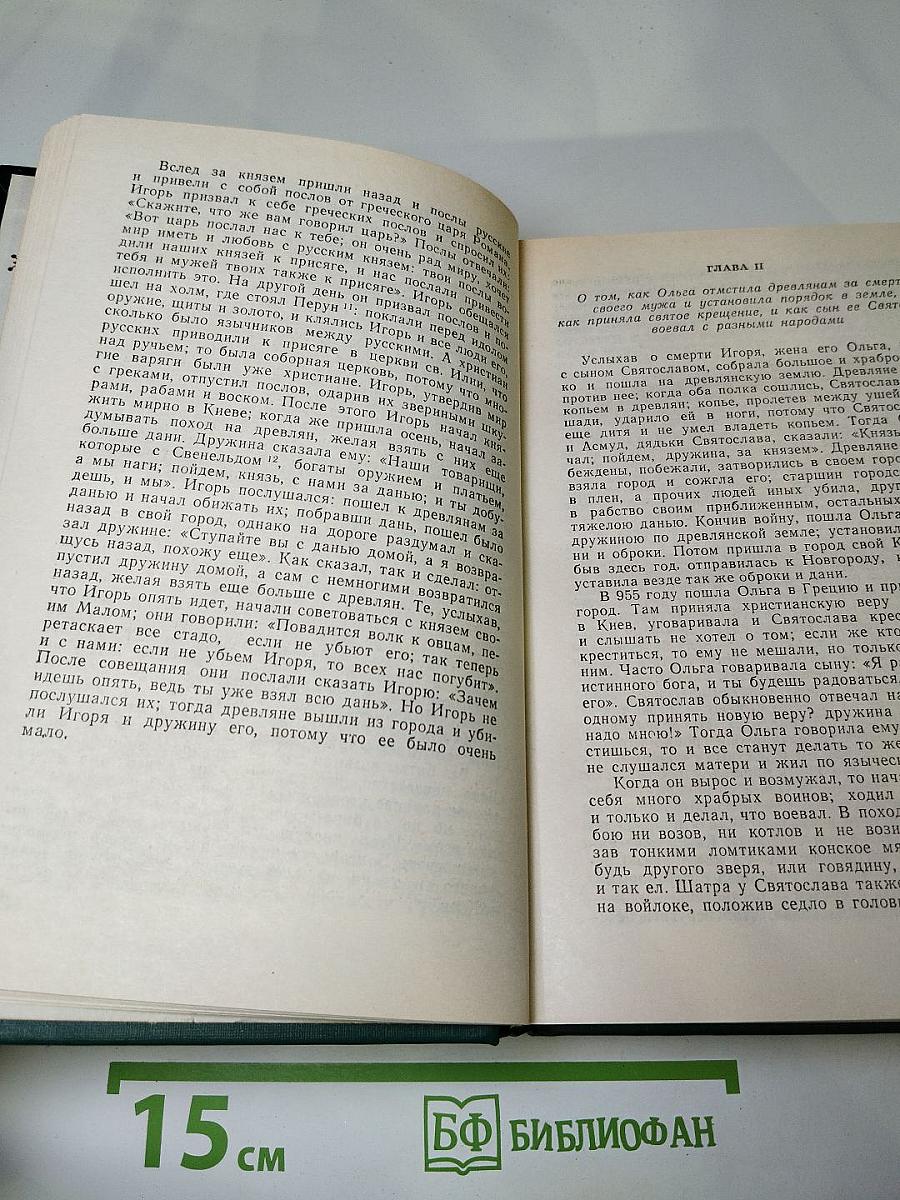 Вслед за князем пришли назад и послы русские
и привели с собой послов от греческого царя Романа.
Игорь призвал к себе греческих послов и спросил их:
«Скажите, что же вам говорил царь?» Послы отвечали:
«Вот царь послал нас к тебе; он очень рад миру, хочет
мир иметь и любовь с русским князем: твои послы во-
дили наших князей к присяге, и нас послали привести
тебя и мужей твоих также к присяге». Игорь обещался
исполнить это. На другой день он призвал послов и по-
шел на холм, где стоял Перун 11: поклали перед идолом
оружие, щиты и золото, и клялись Игорь и все люди его,
сколько было язычников между русскими. А христиан
русских приводили к присяге в церкви св. Илии, что
над ручьем; то была соборная церковь, потому что мно-
гие варяги были уже христиане. Игорь, утвердив мир
с греками, отпустил послов, одарив их звериными шку-
рами, рабами и воском. После этого Игорь начал кня-
жить мирно в Киеве; когда же пришла осень, начал за-
думывать поход на древлян, желая взять с них еще
больше дани. Дружина сказала ему: «Наши товарищи,
которые с Свенельдом 12, богаты оружием и платьем,
а мы наги; пойдем, князь, с нами за данью; и ты добу-
дешь, и мы». Игорь послушался: пошел к древлянам за
данью и начал обижать их; побравши дань, пошел было
назад в свой город, однако на дороге раздумал и ска-
зал дружине: «Ступайте вы с данью домой, а я возвра-
щусь назад, похожу еще». Как сказал, так и сделал: от-
пустил дружину домой, а сам с немногими возвратился
назад, желая взять еще больше с древлян. Те, услыхав,
что Игорь опять идет, начали советоваться с князем сво-
им Малом; они говорили: «Повадится волк к овцам, пе-
ретаскает все стадо, если не убьют его; так теперь
и с нами: если не убьем Игоря, то всех нас погубит».
После совещания они послали сказать Игорю: «Зачем
идешь опять, ведь ты уже взял всю дань». Но Игорь не
послушался их; тогда древляне вышли из города и уби-
ли Игоря и дружину его, потому что ее было очень
мало.
ГЛАВА II
О том, как Ольга отмстила древлянам за смерт
своего мужа и установила порядок в земле,
как приняла святое крещение, и как сын ее Свято
воевал с разными народами
Услыхав о смерти Игоря, жена его Ольга,
с сыном Святославом, собрала большое и храбро
ко и пошла на древлянскую землю. Древляне
против нее; когда оба полка сошлись, Святослав
копьем в древлян; копье, пролетев между ушей
шади, ударило ей в ноги, потому что Святос
еще дитя и не умел владеть копьем. Тогда
и Асмуд, дядьки Святослава, сказали: «Князь
чал; пойдем, дружина, за князем». Древляне
беждены, побежали, затворились в своем горо
взяла город и сожгла его; старшин городс
в плен, а прочих людей иных убила, друг
в рабство своим приближенным, остальных
тяжелою данью. Кончив войну, пошла Ольга
дружиною по древлянской земле; установил
ни и оброки. Потом пришла в город свой К
быв здесь год, отправилась к Новгороду,
уставила везде так же оброки и дани.
В 955 году пошла Ольга в Грецию и пр
город. Там приняла христианскую веру
в Киев, уговаривала и Святослава крес
и слышать не хотел о том; если же кто
креститься, то ему не мешали, но только
ним. Часто Ольга говаривала сыну: «Я р
истинного бога, и ты будешь радоваться,
его». Святослав обыкновенно отвечал на
одному принять новую веру? дружина
надо мною!» Тогда Ольга говорила ему
стишься, то и все станут делать то же
не слушался матери и жил по языческ
Когда он вырос и возмужал, то нач
себя много храбрых воинов; ходил
и только и делал, что воевал. В поход
бою ни возов, ни котлов и не вози
зав тонкими ломтиками конское мя
будь другого зверя, или говядину,
и так ел. Шатра у Святослава также
на войлоке, положив седло в голов
15 см
БФ БИБЛИОФАН